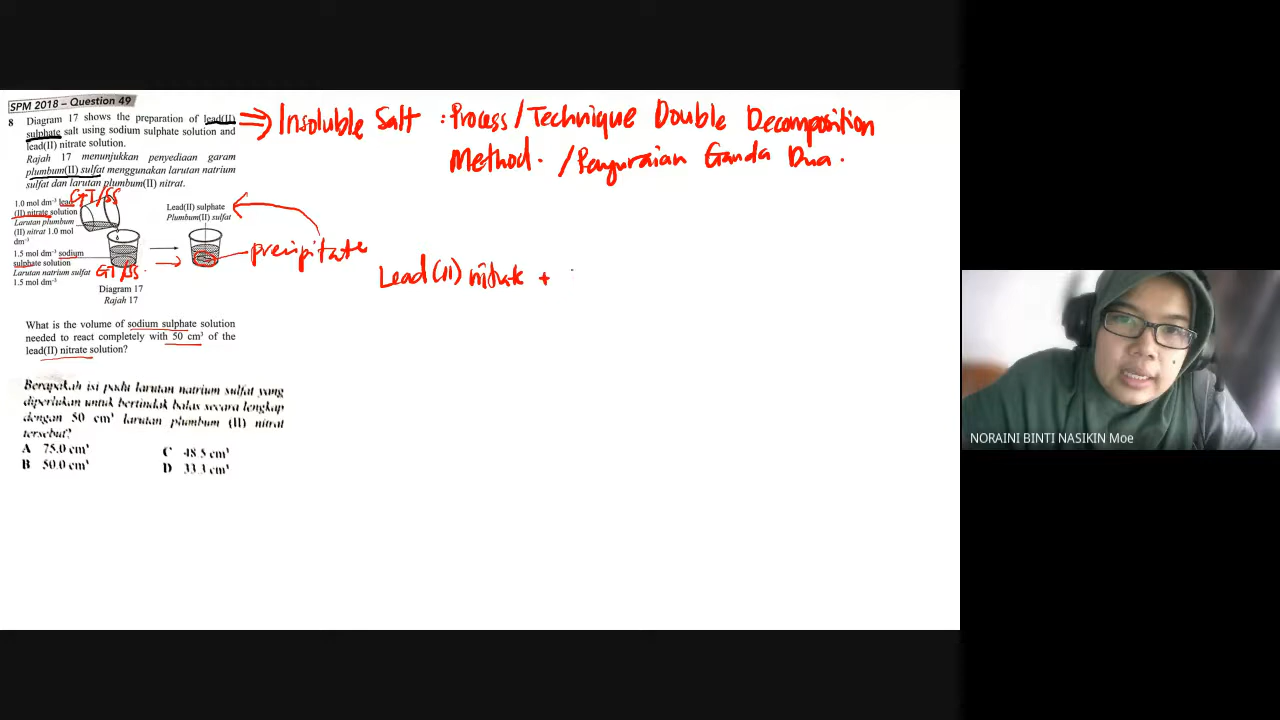 SPM 2018 – Question 49
8 Diagram 17 shows the preparation of lead(II)
sulphate salt using sodium sulphate solution and
lead(II) nitrate solution.
Rajah 17 menunjukkan penyediaan garam
plumbum(II) sulfat menggunakan larutan natrium
sulfat dan larutan plumbum(II) nitrat.
⇒ Insoluble Salt : Process/Technique Double Decomposition
Method. /Penguraian Ganda Dua.
1.0 mol dm⁻³ lead
(II) nitrate solution
Larutan plumbum
(II) nitrat 1.0 mol
dm⁻³
GT/SS
1.5 mol dm⁻³ sodium
sulphate solution
Larutan natrium sulfat
1.5 mol dm⁻³
GT/SS
Lead(II) sulphate
Plumbum(II) sulfat
precipitate
Diagram 17
Rajah 17
Lead(II) nitrate +
What is the volume of sodium sulphate solution
needed to react completely with 50 cm³ of the
lead(II) nitrate solution?
Berapakah isi padu larutan natrium sulfat yang
diperlukan untuk bertindak balas secara lengkap
dengan 50 cm³ larutan plumbum (II) nitrat
tersebut?
A 75.0 cm³ C 48.5 cm³
B 50.0 cm³ D 33.3 cm³
NORAINI BINTI NASIKIN Moe